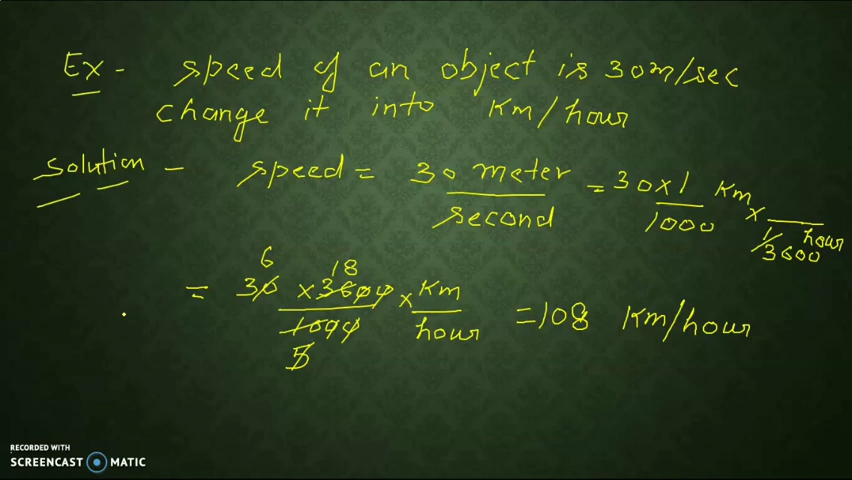 Ex - speed of an object is 30m/sec
change it into Km/hour
Solution - speed = 30 meter / second = 30 x 1 / 1000 Km x 1/3600 hour
= 30 6 x 3600 18 / 1000 5 x Km / hour = 108 Km/hour
RECORDED WITH
SCREENCAST MATIC